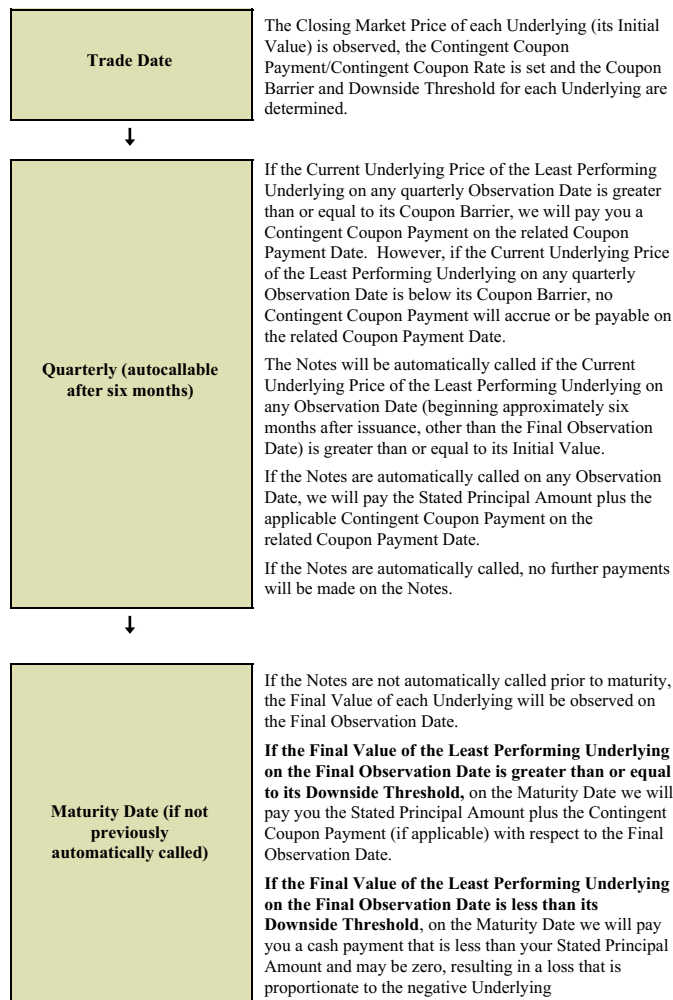 Trade Date
The Closing Market Price of each Underlying (its Initial
Value) is observed, the Contingent Coupon
Payment/Contingent Coupon Rate is set and the Coupon
Barrier and Downside Threshold for each Underlying are
determined.
Quarterly (autocallable
after six months)
If the Current Underlying Price of the Least Performing
Underlying on any quarterly Observation Date is greater
than or equal to its Coupon Barrier, we will pay you a
Contingent Coupon Payment on the related Coupon
Payment Date. However, if the Current Underlying Price
of the Least Performing Underlying on any quarterly
Observation Date is below its Coupon Barrier, no
Contingent Coupon Payment will accrue or be payable on
the related Coupon Payment Date.
The Notes will be automatically called if the Current
Underlying Price of the Least Performing Underlying on
any Observation Date (beginning approximately six
months after issuance, other than the Final Observation
Date) is greater than or equal to its Initial Value.
If the Notes are automatically called on any Observation
Date, we will pay the Stated Principal Amount plus the
applicable Contingent Coupon Payment on the
related Coupon Payment Date.
If the Notes are automatically called, no further payments
will be made on the Notes.
Maturity Date (if not
previously
automatically called)
If the Notes are not automatically called prior to maturity,
the Final Value of each Underlying will be observed on
the Final Observation Date.
If the Final Value of the Least Performing Underlying
on the Final Observation Date is greater than or equal
to its Downside Threshold, on the Maturity Date we will
pay you the Stated Principal Amount plus the Contingent
Coupon Payment (if applicable) with respect to the Final
Observation Date.
If the Final Value of the Least Performing Underlying
on the Final Observation Date is less than its
Downside Threshold, on the Maturity Date we will pay
you a cash payment that is less than your Stated Principal
Amount and may be zero, resulting in a loss that is
proportionate to the negative Underlying